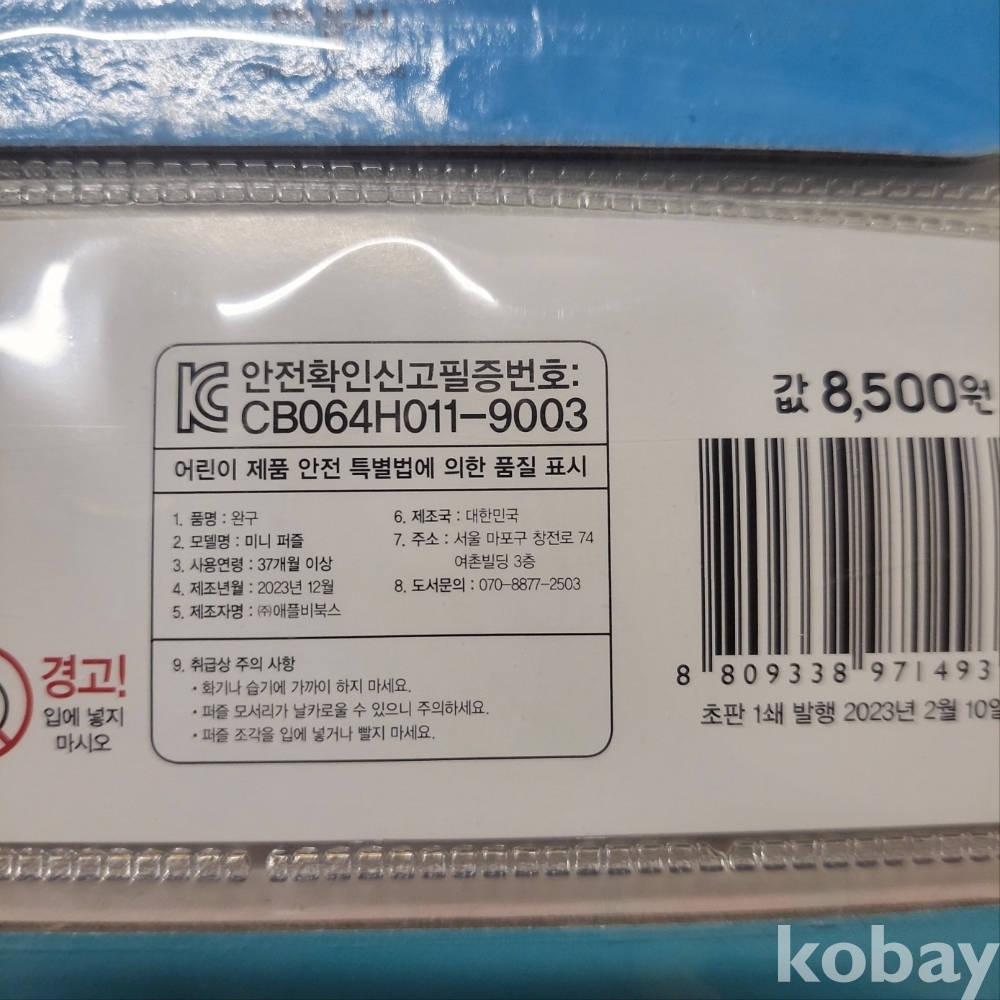 안전확인신고필증번호:
CB064H011-9003
어린이 제품 안전 특별법에 의한 품질 표시
1. 품명 : 완구
2. 모델명 : 미니 퍼즐
3. 사용연령 : 37개월 이상
4. 제조년월 : 2023년 12월
5. 제조자명 : ㈜애플비북스
6. 제조국 : 대한민국
7. 주소 : 서울 마포구 창전로 74
여촌빌딩 3층
8. 도서문의 : 070-8877-2503
9. 취급상 주의 사항
• 화기나 습기에 가까이 하지 마세요.
• 퍼즐 모서리가 날카로울 수 있으니 주의하세요.
• 퍼즐 조각을 입에 넣거나 빨지 마세요.
경고!
입에 넣지
마시오
값 8,500원
8 809338 971493
초판 1쇄 발행 2023년 2월 10일
kobay